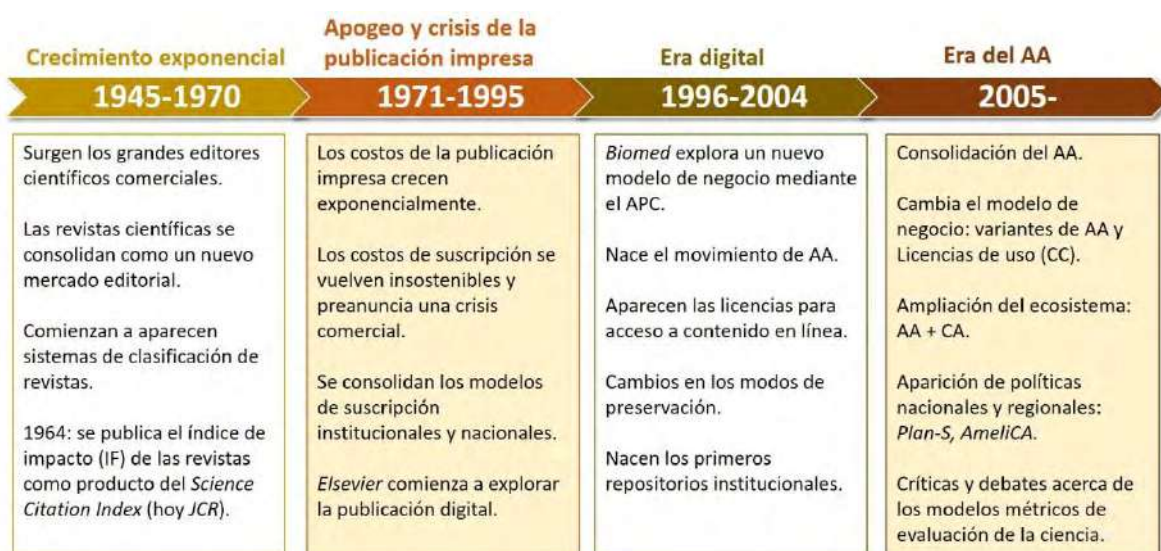 Crecimiento exponencial
1945-1970
Surgen los grandes editores
científicos comerciales.
Las revistas científicas se
consolidan como un nuevo
mercado editorial.
Comienzan a aparecen
sistemas de clasificación de
revistas.
1964: se publica el índice de
impacto (IF) de las revistas
como producto del Science
Citation Index (hoy JCR).
Apogeo y crisis de la
publicación impresa
1971-1995
Los costos de la publicación
impresa crecen
exponencialmente.
Los costos de suscripción se
vuelven insostenibles y
preanuncia una crisis
comercial.
Se consolidan los modelos
de suscripción
institucionales y nacionales.
Elsevier comienza a explorar
la publicación digital.
Era digital
1996-2004
Biomed explora un nuevo
modelo de negocio mediante
el APC.
Nace el movimiento de AA.
Aparecen las licencias para
acceso a contenido en línea.
Cambios en los modos de
preservación.
Nacen los primeros
repositorios institucionales.
Era del AA
2005-
Consolidación del AA.
Cambia el modelo de
negocio: variantes de AA y
Licencias de uso (CC).
Ampliación del ecosistema:
AA + CA.
Aparición de políticas
nacionales y regionales:
Plan-S, AmeliCA.
Críticas y debates acerca de
los modelos métricos de
evaluación de la ciencia.